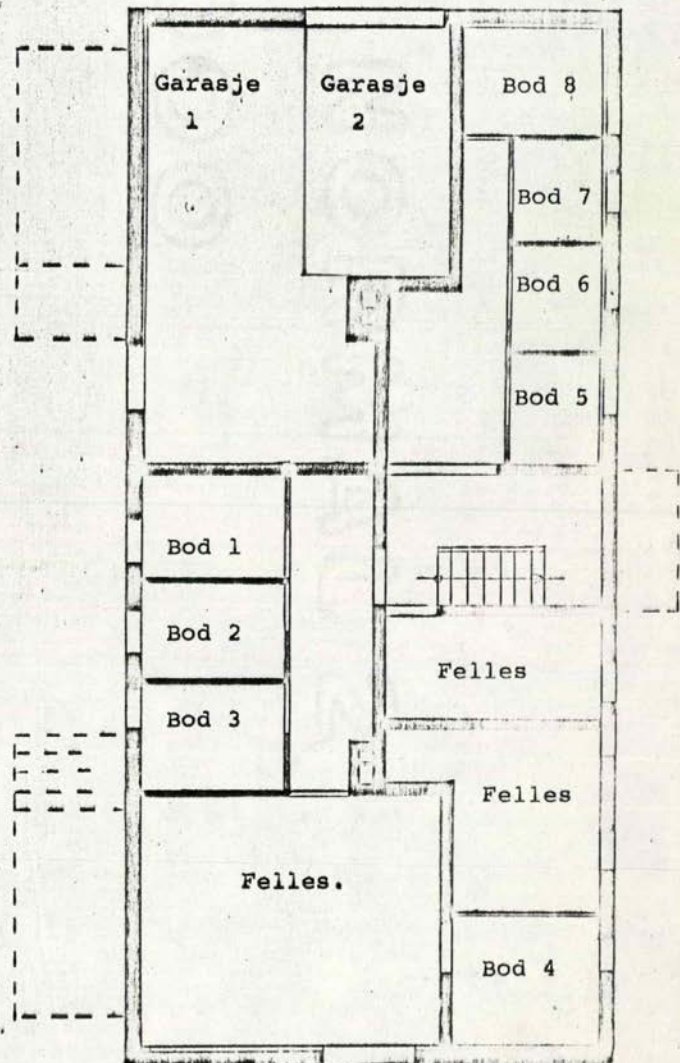 Garasje
1
Garasje
2
Bod 8
Bod 7
Bod 6
Bod 5
Bod 1
Bod 2
Felles
Bod 3
Felles
Felles.
Bod 4